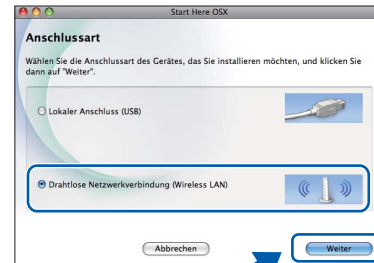 Start Here OSX
Anschlussart
Wählen Sie die Anschlussart des Gerätes, das Sie installieren möchten, und klicken Sie
dann auf "Weiter".
Lokaler Anschluss (USB)
Drahtlose Netzwerkverbindung (Wireless LAN)
Abbrechen
Weiter